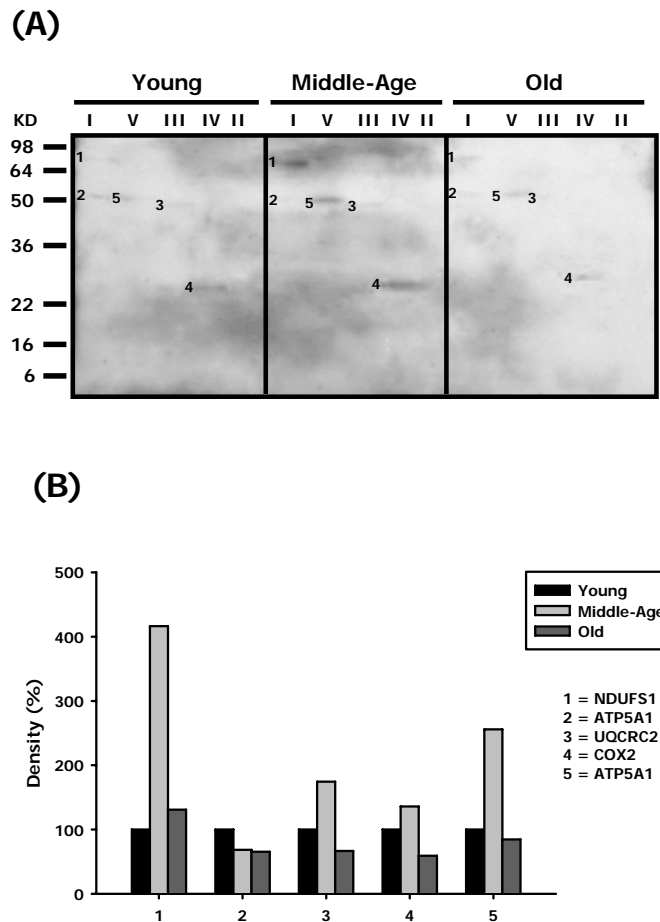 (A)
Young Middle-Age Old
KD I V III IV II I V III IV II I V III IV II
98
1 1 1
64
2 5 3 2 5 3 2 5 3
50
36
4 4 4
22
16
6
(B)
500
400
300
200
100
0
Density (%)
1 2 3 4 5
Young
Middle-Age
Old
1 = NDUFS1
2 = ATP5A1
3 = UQCRC2
4 = COX2
5 = ATP5A1